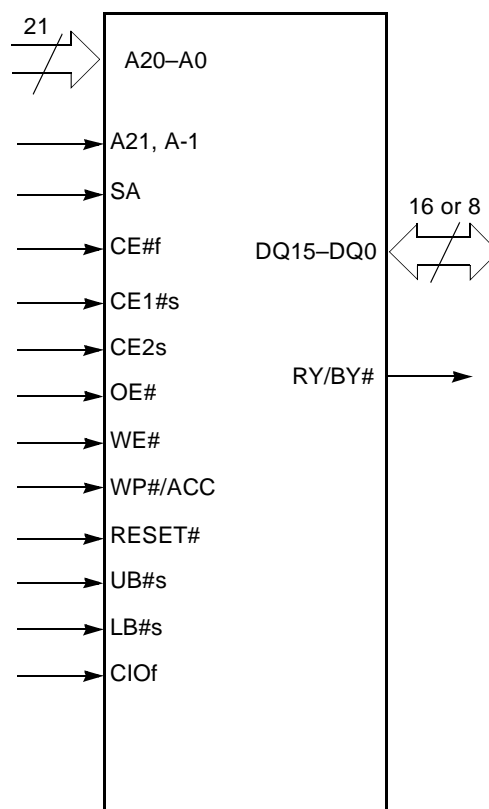 21
A20–A0
A21, A-1
SA
CE#f
CE1#s
CE2s
OE#
WE#
WP#/ACC
RESET#
UB#s
LB#s
CIOf
16 or 8
DQ15–DQ0
RY/BY#